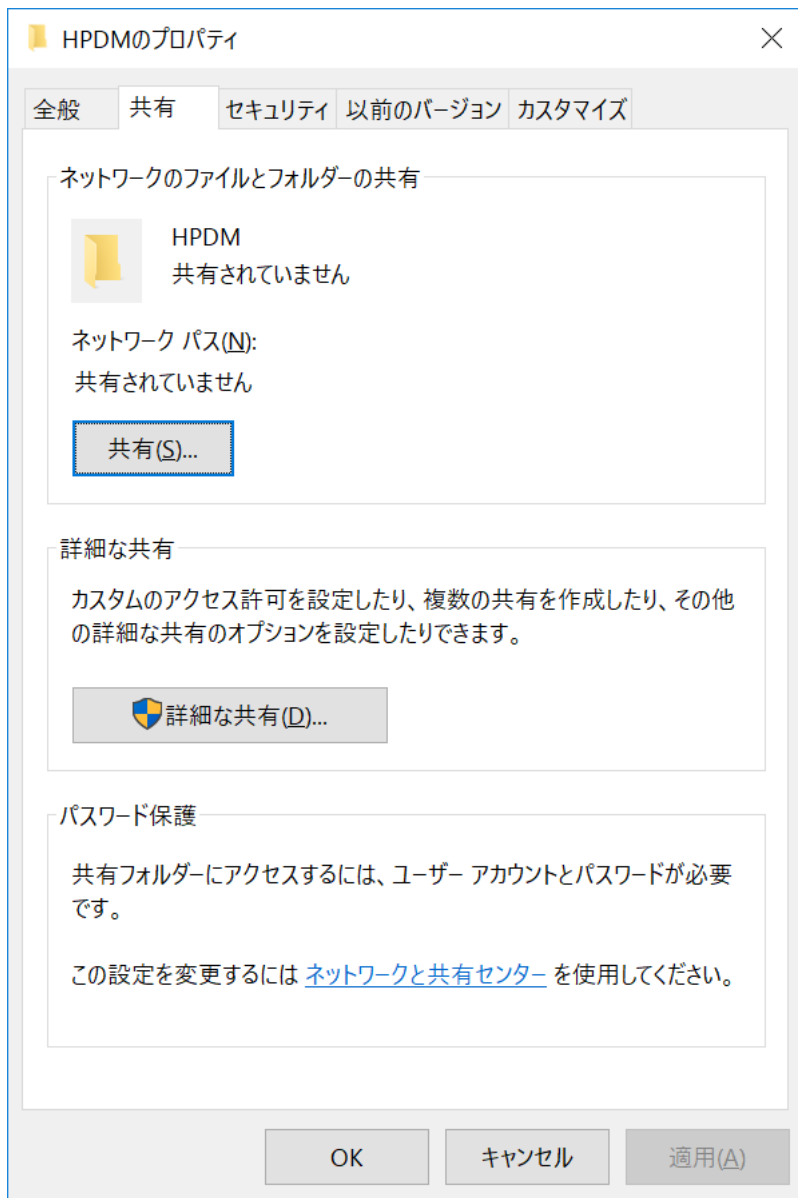 HPDMのプロパティ
全般 共有 セキュリティ 以前のバージョン カスタマイズ
ネットワークのファイルとフォルダーの共有
HPDM
共有されていません
ネットワーク パス(N):
共有されていません
共有(S)...
詳細な共有
カスタムのアクセス許可を設定したり、複数の共有を作成したり、その他
の詳細な共有のオプションを設定したりできます。
詳細な共有(D)...
パスワード保護
共有フォルダーにアクセスするには、ユーザー アカウントとパスワードが必要
です。
この設定を変更するには ネットワークと共有センター を使用してください。
OK キャンセル 適用(A)